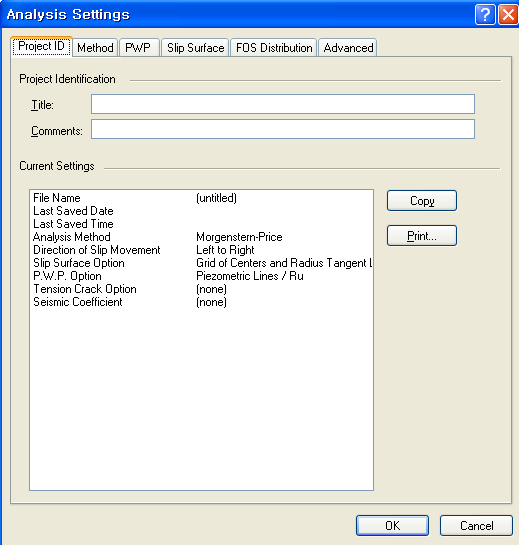 Analysis Settings
Project ID Method PWP Slip Surface FOS Distribution Advanced
Project Identification
Title:
Comments:
Current Settings
File Name (untitled)
Last Saved Date
Last Saved Time
Analysis Method Morgenstern-Price
Direction of Slip Movement Left to Right
Slip Surface Option Grid of Centers and Radius Tangent L
P.W.P. Option Piezometric Lines / Ru
Tension Crack Option (none)
Seismic Coefficient (none)
Copy
Print...
OK Cancel